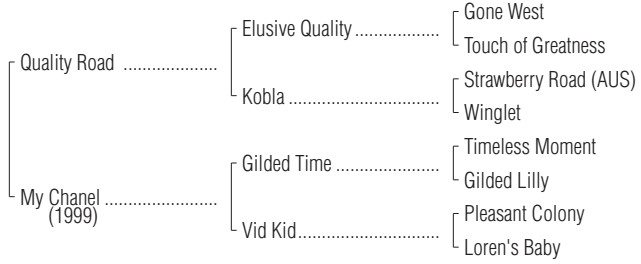 Gone West
Elusive Quality ..................
Touch of Greatness
Quality Road ....................
Strawberry Road (AUS)
Kobla ................................
Winglet
Timeless Moment
Gilded Time ......................
Gilded Lilly
My Chanel ........................
(1999)
Pleasant Colony
Vid Kid..............................
Loren's Baby